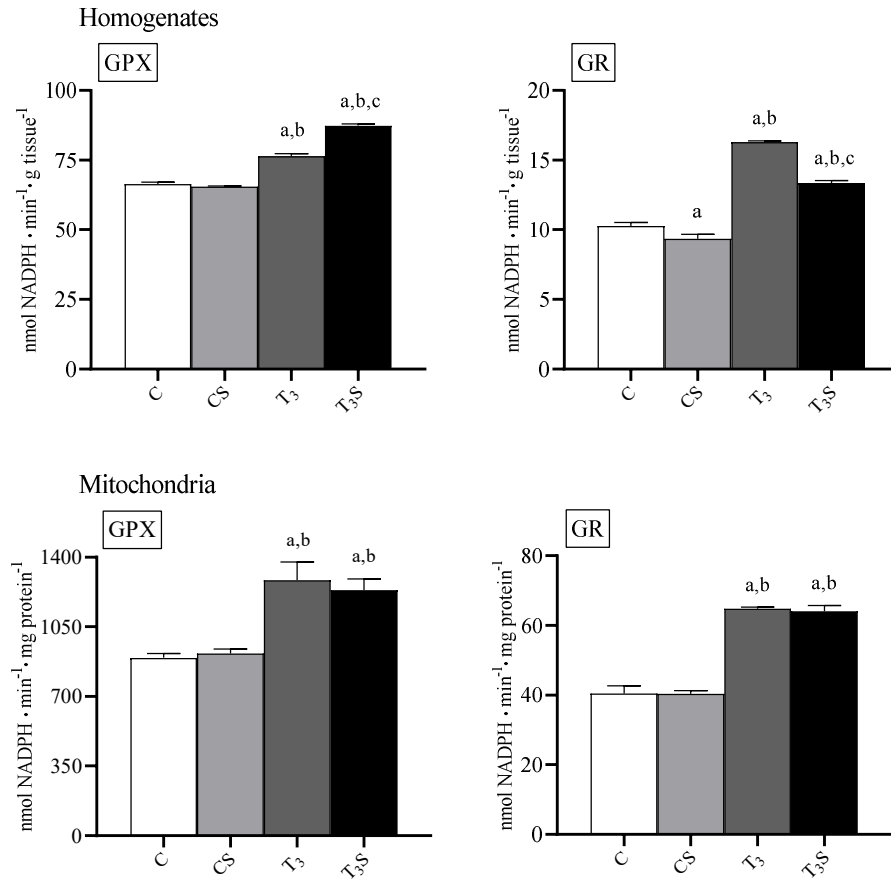 Homogenates
GPX
nmol NADPH • min⁻¹• g tissue⁻¹
100
75
50
25
0
a,b
a,b,c
C
CS
T₃
T₃S
GR
nmol NADPH • min⁻¹• g tissue⁻¹
20
15
10
5
0
a
a,b
a,b,c
C
CS
T₃
T₃S
Mitochondria
GPX
nmol NADPH • min⁻¹• mg protein⁻¹
1400
1050
700
350
0
a,b
a,b
C
CS
T₃
T₃S
GR
nmol NADPH • min⁻¹• mg protein⁻¹
80
60
40
20
0
a,b
a,b
C
CS
T₃
T₃S